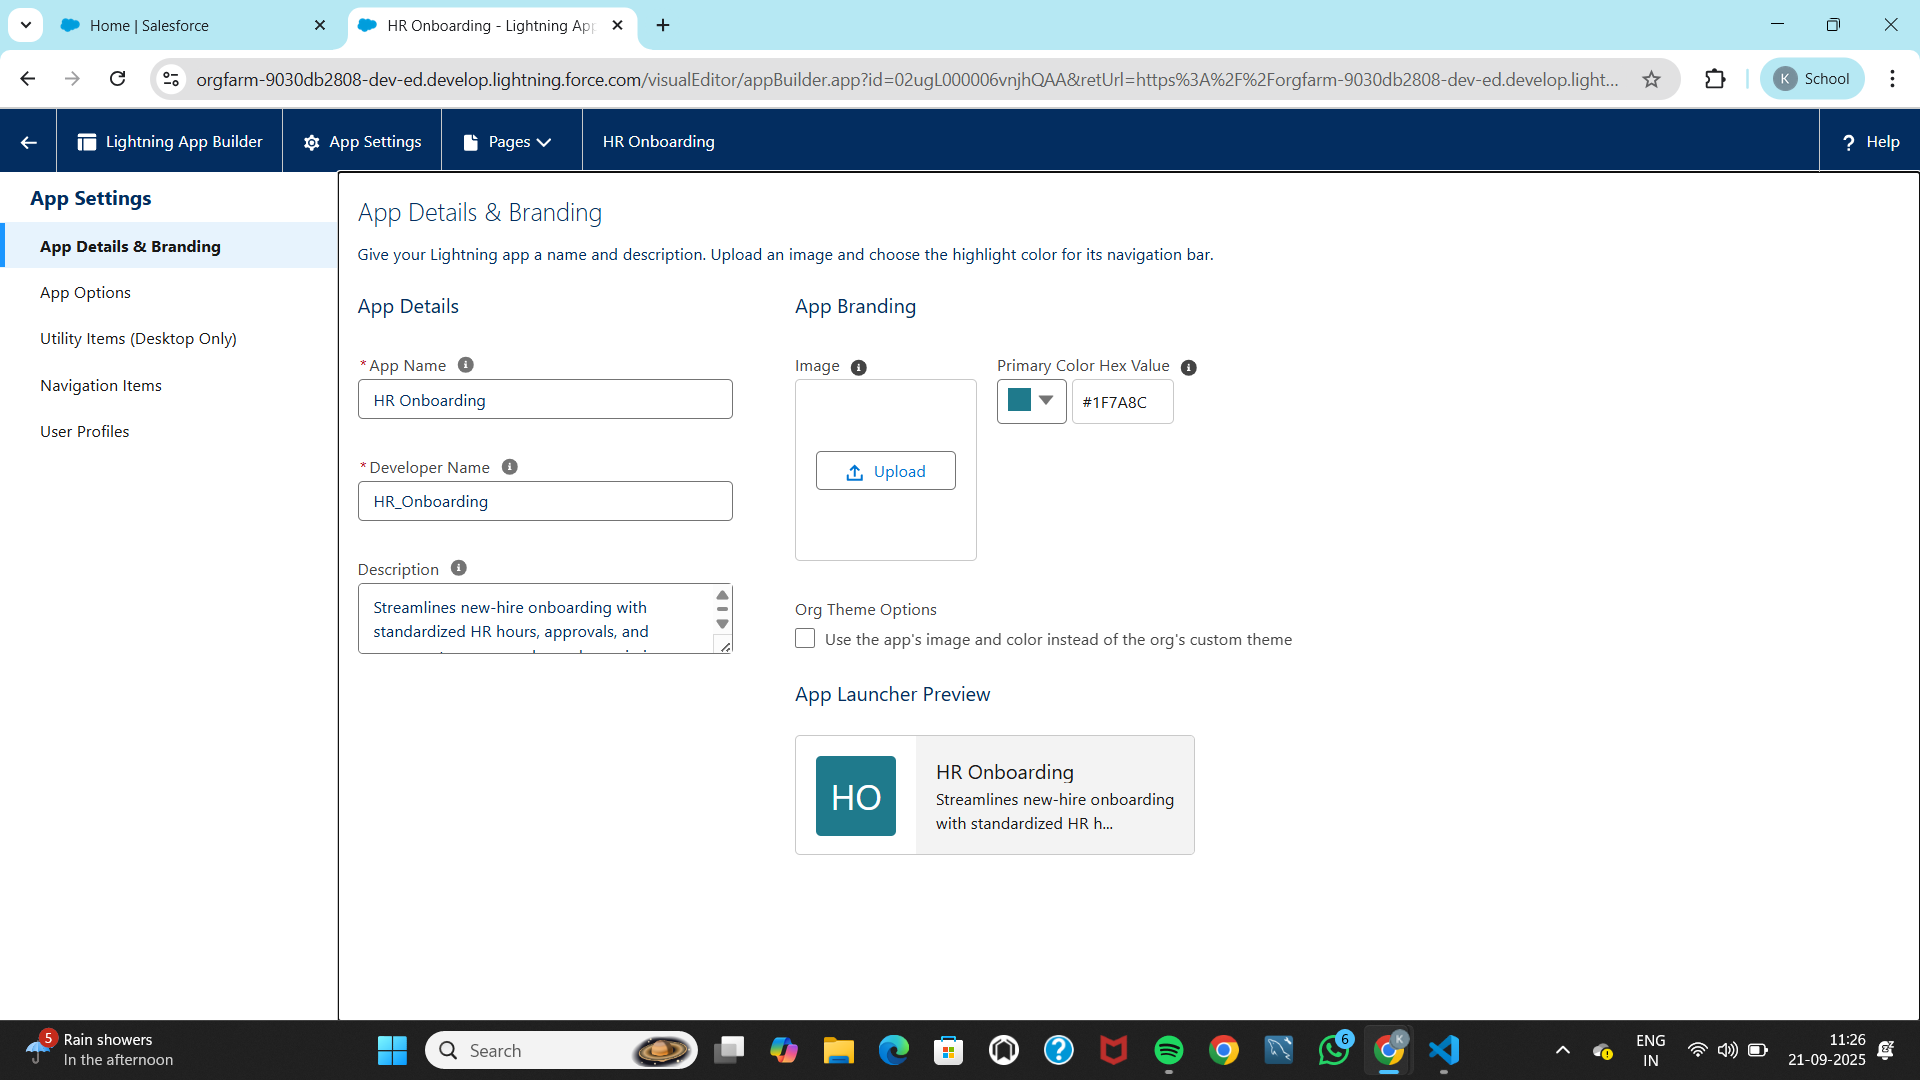 Home | Salesforce
HR Onboarding - Lightning App
orgfarm-9030db2808-dev-ed.develop.lightning.force.com/visualEditor/appBuilder.app?id=02ugL000006vnjhQAA&retUrl=https%3A%2F%2Forgfarm-9030db2808-dev-ed.develop.light...
K School
Lightning App Builder
App Settings
Pages
HR Onboarding
? Help
App Settings
App Details & Branding
App Options
Utility Items (Desktop Only)
Navigation Items
User Profiles
App Details & Branding
Give your Lightning app a name and description. Upload an image and choose the highlight color for its navigation bar.
App Details
*App Name
HR Onboarding
*Developer Name
HR_Onboarding
Description
Streamlines new-hire onboarding with
standardized HR hours, approvals, and
App Branding
Image
Upload
Primary Color Hex Value
#1F7A8C
Org Theme Options
Use the app's image and color instead of the org's custom theme
App Launcher Preview
HO
HR Onboarding
Streamlines new-hire onboarding
with standardized HR h...
5
Rain showers
In the afternoon
Search
6
K
ENG
IN
11:26
21-09-2025